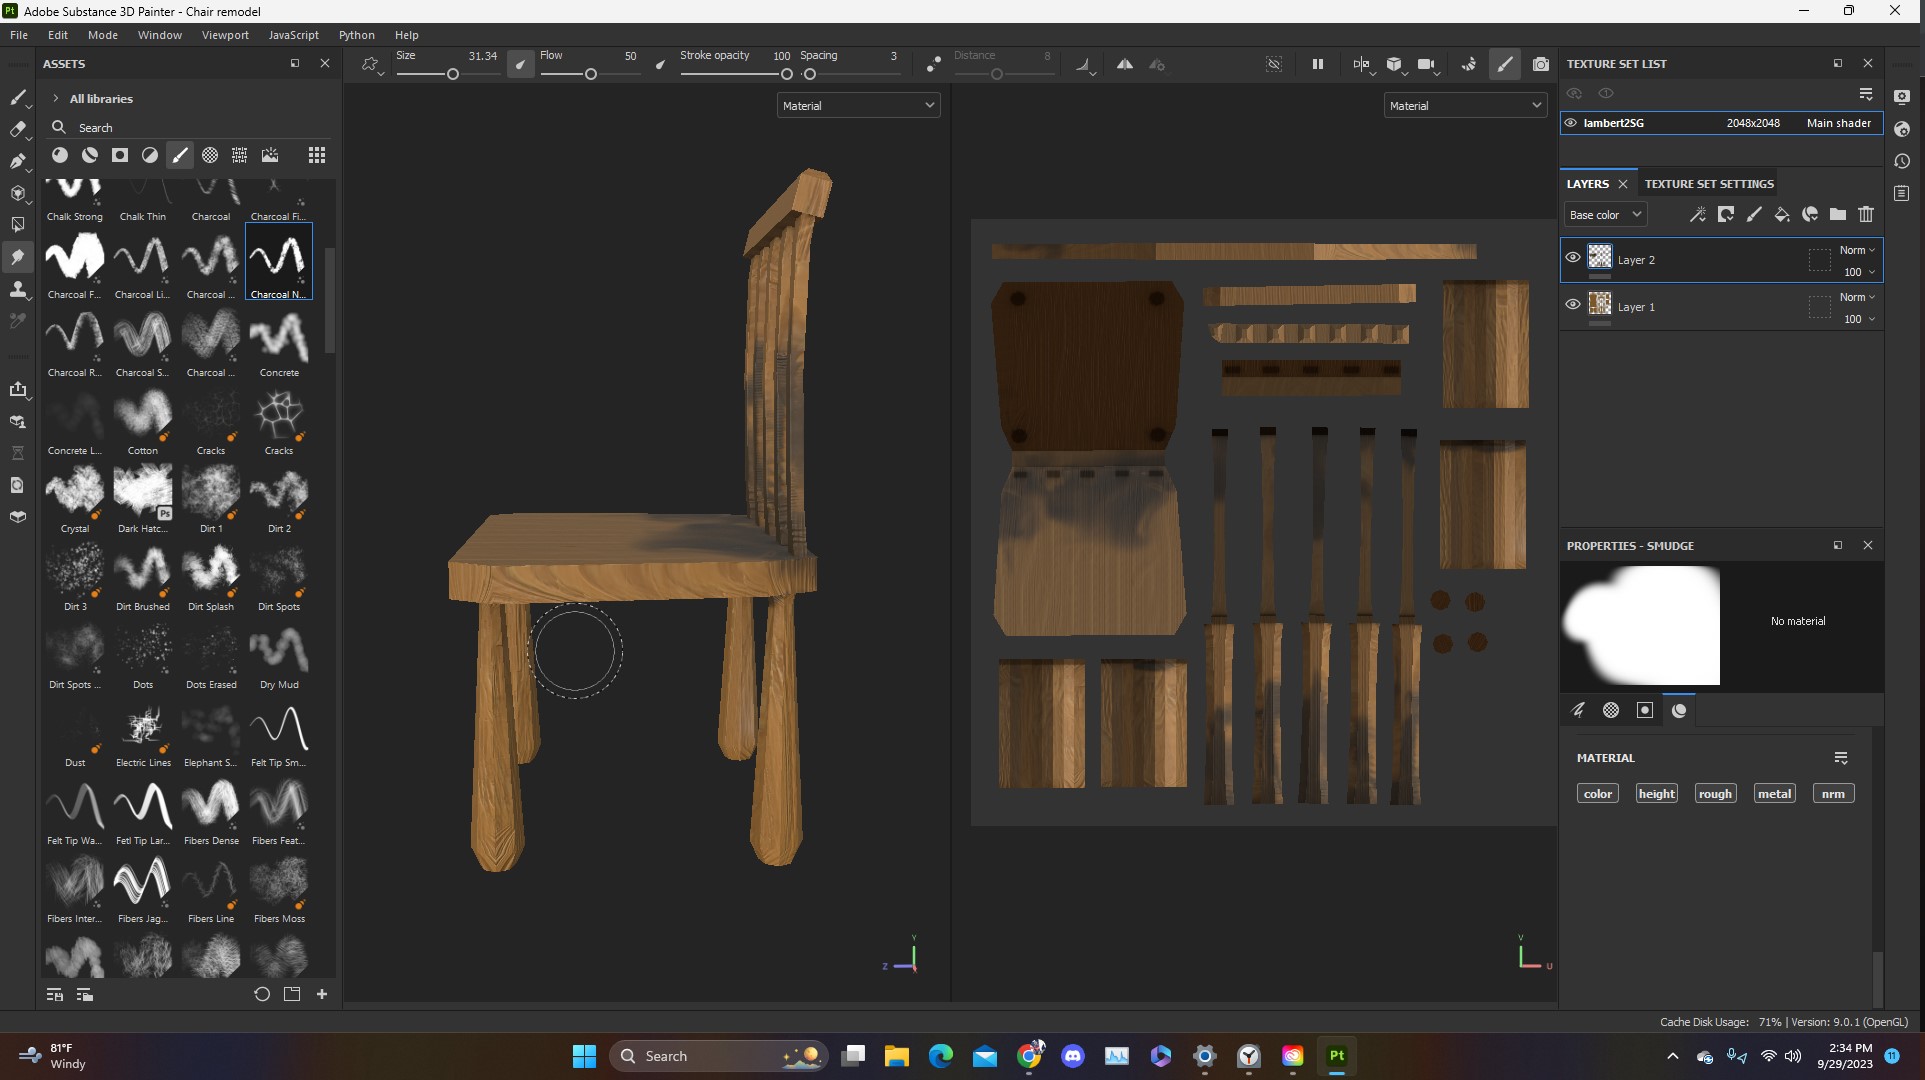 Pt Adobe Substance 3D Painter - Chair remodel
File Edit Mode Window Viewport JavaScript Python Help
ASSETS
Size 31.34 Flow 50 Stroke opacity 100 Spacing 3 Distance 8
All libraries
Search
Material
Material
Chalk Strong Chalk Thin Charcoal Charcoal Fi...
Charcoal F... Charcoal Li... Charcoal ... Charcoal N...
Charcoal R... Charcoal S... Charcoal ... Concrete
Concrete L... Cotton Cracks Cracks
Ps
Crystal Dark Hatc... Dirt 1 Dirt 2
Dirt 3 Dirt Brushed Dirt Splash Dirt Spots
Dirt Spots ... Dots Dots Erased Dry Mud
Dust Electric Lines Elephant S... Felt Tip Sm...
Felt Tip Wa... Fetl Tip Lar... Fibers Dense Fibers Feat...
Fibers Inter... Fibers Jag... Fibers Line Fibers Moss
Y
Z
V
U
TEXTURE SET LIST
lambert2SG 2048x2048 Main shader
LAYERS TEXTURE SET SETTINGS
Base color
Layer 2 Norm
100
Layer 1 Norm
100
PROPERTIES - SMUDGE
No material
MATERIAL
color height rough metal nrm
Cache Disk Usage: 71% | Version: 9.0.1 (OpenGL)
81°F
Windy
Search
Pt
2:34 PM
9/29/2023
11